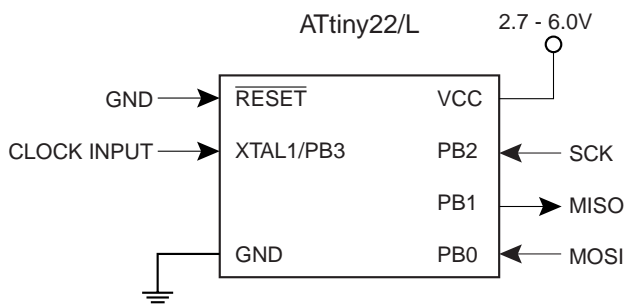 ATtiny22/L
2.7 - 6.0V
GND
RESET
VCC
CLOCK INPUT
XTAL1/PB3
PB2
SCK
PB1
MISO
GND
PB0
MOSI